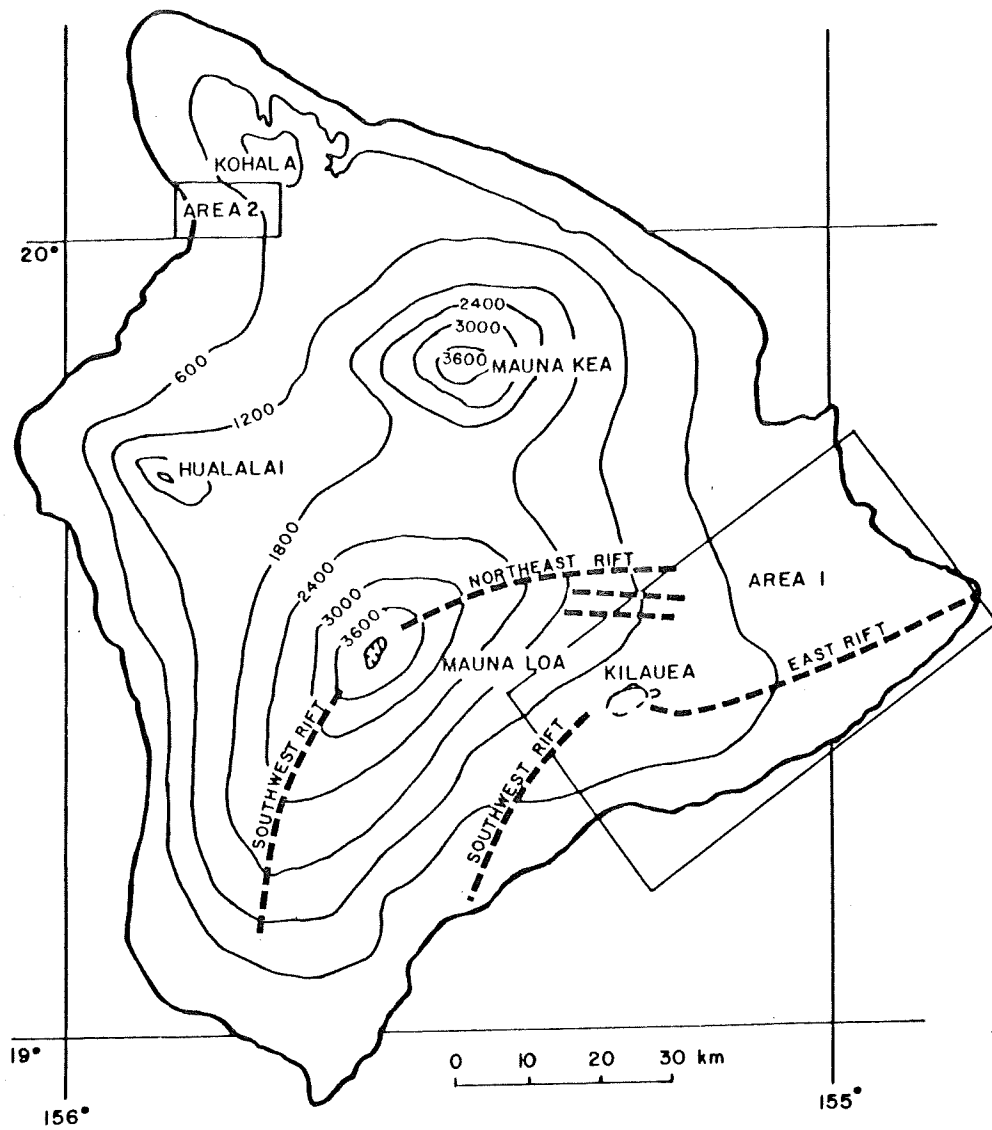 KOHALA
AREA 2
20°
2400
3000
3600
MAUNA KEA
600
1200
HUALALAI
1800
2400
3000
3600
NORTHEAST RIFT
AREA 1
MAUNA LOA
KILAUEA
EAST RIFT
SOUTHWEST RIFT
SOUTHWEST RIFT
19°
0 10 20 30 km
156°
155°